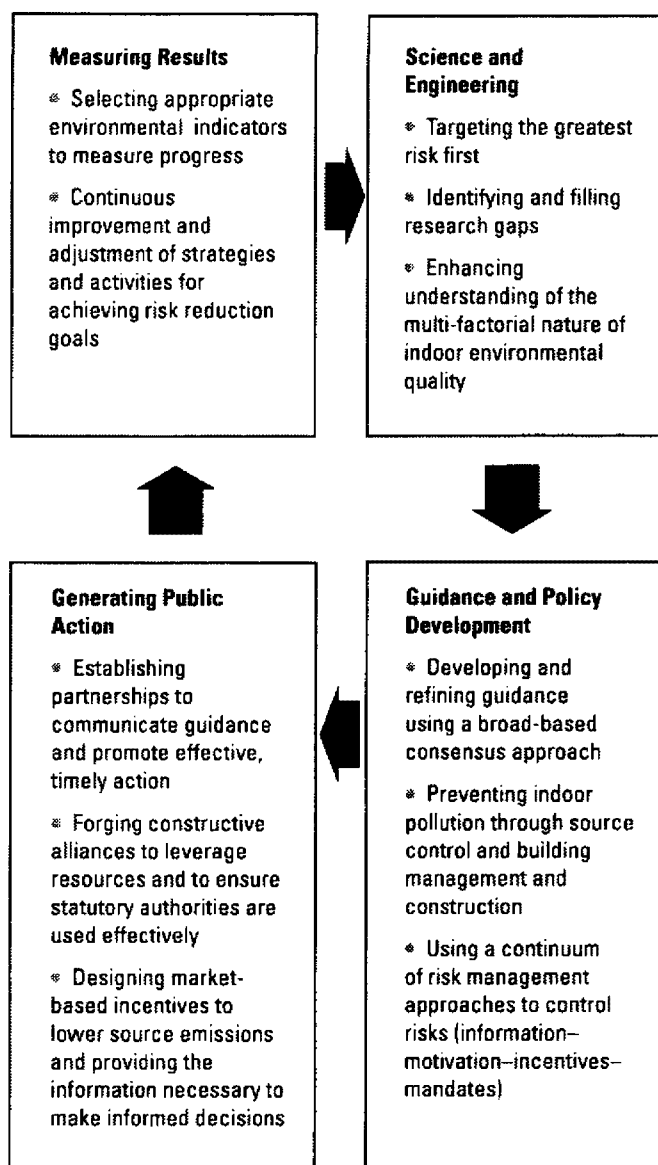 Measuring Results
* Selecting appropriate
environmental indicators
to measure progress
* Continuous
improvement and
adjustment of strategies
and activities for
achieving risk reduction
goals
Science and
Engineering
* Targeting the greatest
risk first
* Identifying and filling
research gaps
* Enhancing
understanding of the
multi-factorial nature of
indoor environmental
quality
Guidance and Policy
Development
* Developing and
refining guidance
using a broad-based
consensus approach
* Preventing indoor
pollution through source
control and building
management and
construction
* Using a continuum
of risk management
approaches to control
risks (information–
motivation–incentives–
mandates)
Generating Public
Action
* Establishing
partnerships to
communicate guidance
and promote effective,
timely action
* Forging constructive
alliances to leverage
resources and to ensure
statutory authorities are
used effectively
* Designing market-
based incentives to
lower source emissions
and providing the
information necessary to
make informed decisions